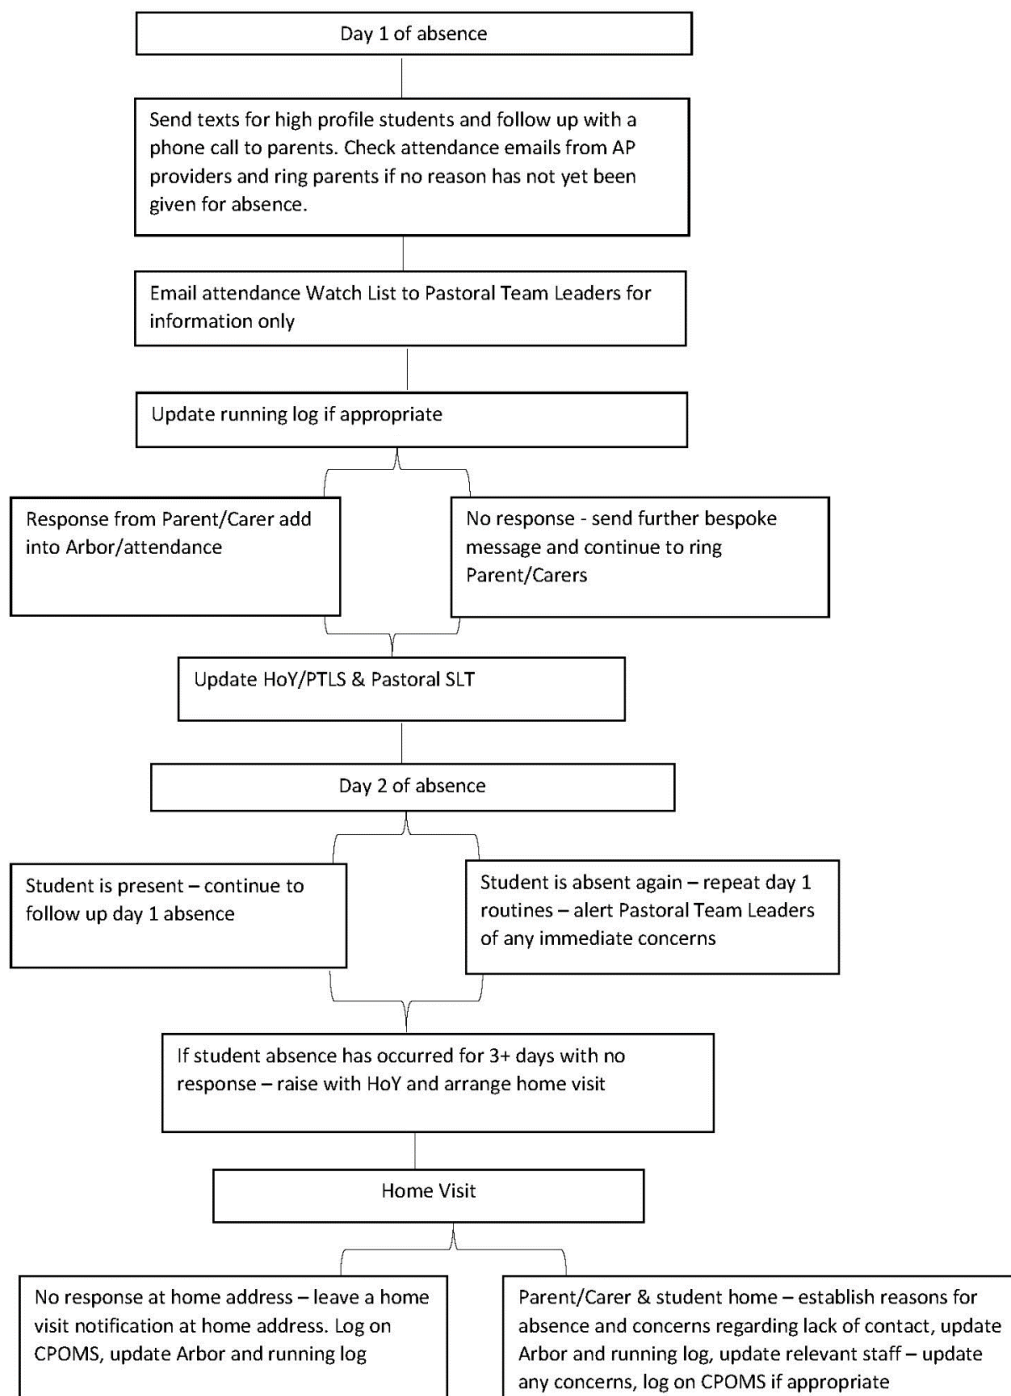 Day 1 of absence
Send texts for high profile students and follow up with a
phone call to parents. Check attendance emails from AP
providers and ring parents if no reason has not yet been
given for absence.
Email attendance Watch List to Pastoral Team Leaders for
information only
Update running log if appropriate
Response from Parent/Carer add
into Arbor/attendance
No response - send further bespoke
message and continue to ring
Parent/Carers
Update HoY/PTLS & Pastoral SLT
Day 2 of absence
Student is present – continue to
follow up day 1 absence
Student is absent again – repeat day 1
routines – alert Pastoral Team Leaders
of any immediate concerns
If student absence has occurred for 3+ days with no
response – raise with HoY and arrange home visit
Home Visit
No response at home address – leave a home
visit notification at home address. Log on
CPOMS, update Arbor and running log
Parent/Carer & student home – establish reasons for
absence and concerns regarding lack of contact, update
Arbor and running log, update relevant staff – update
any concerns, log on CPOMS if appropriate